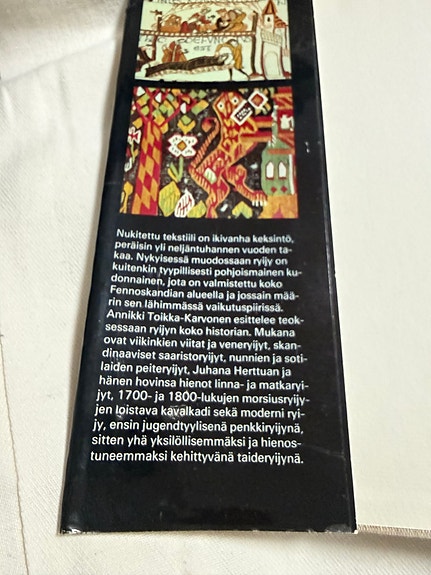 DEFUNC
EST
Nukitettu tekstiili on ikivanha keksintö,
peräisin yli neljäntuhannen vuoden ta-
kaa. Nykyisessä muodossaan ryijy on
kuitenkin tyypillisesti pohjoismainen ku-
donnainen, jota on valmistettu koko
Fennoskandian alueella ja jossain mää-
rin sen lähimmässä vaikutuspiirissä.
Annikki Toikka-Karvonen esittelee teok-
sessaan ryijyn koko historian. Mukana
ovat viikinkien viitat ja veneryijyt, skan-
dinaaviset saaristoryijyt, nunnien ja soti-
laiden peiteryijyt, Juhana Herttuan ja
hänen hovinsa hienot linna- ja matkaryi-
jyt, 1700- ja 1800-lukujen morsiusryijy-
jen loistava kavalkadi sekä moderni ryi-
jy, ensin jugendtyylisenä penkkiryijynä,
sitten yhä yksilöllisemmäksi ja hienos-
tuneemmaksi kehittyvänä taideryijynä.